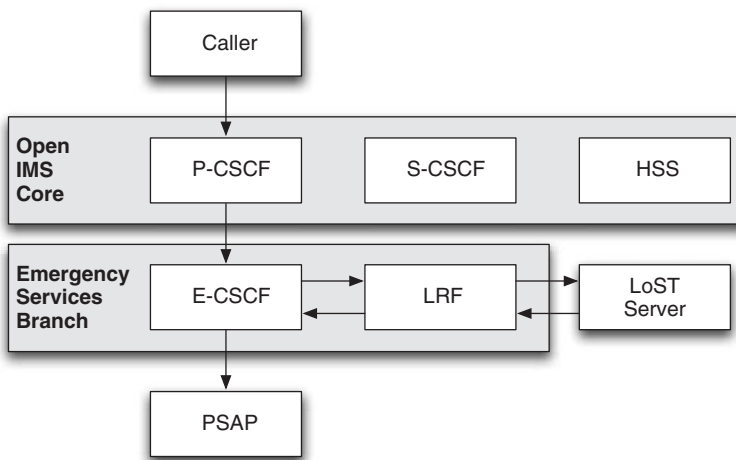 Caller
Open
IMS
Core
P-CSCF
S-CSCF
HSS
Emergency
Services
Branch
E-CSCF
LRF
LoST
Server
PSAP